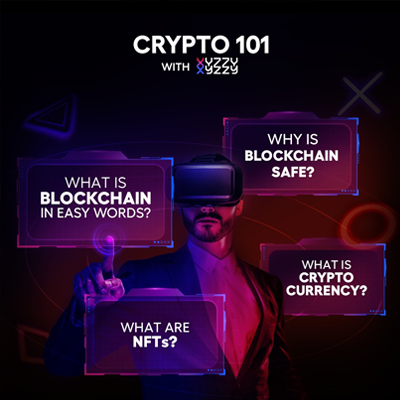 CRYPTO 101
WITH XYZZY
WHY IS
BLOCKCHAIN
SAFE?
WHAT IS
BLOCKCHAIN
IN EASY WORDS?
WHAT IS
CRYPTO
CURRENCY?
WHAT ARE
NFTs?